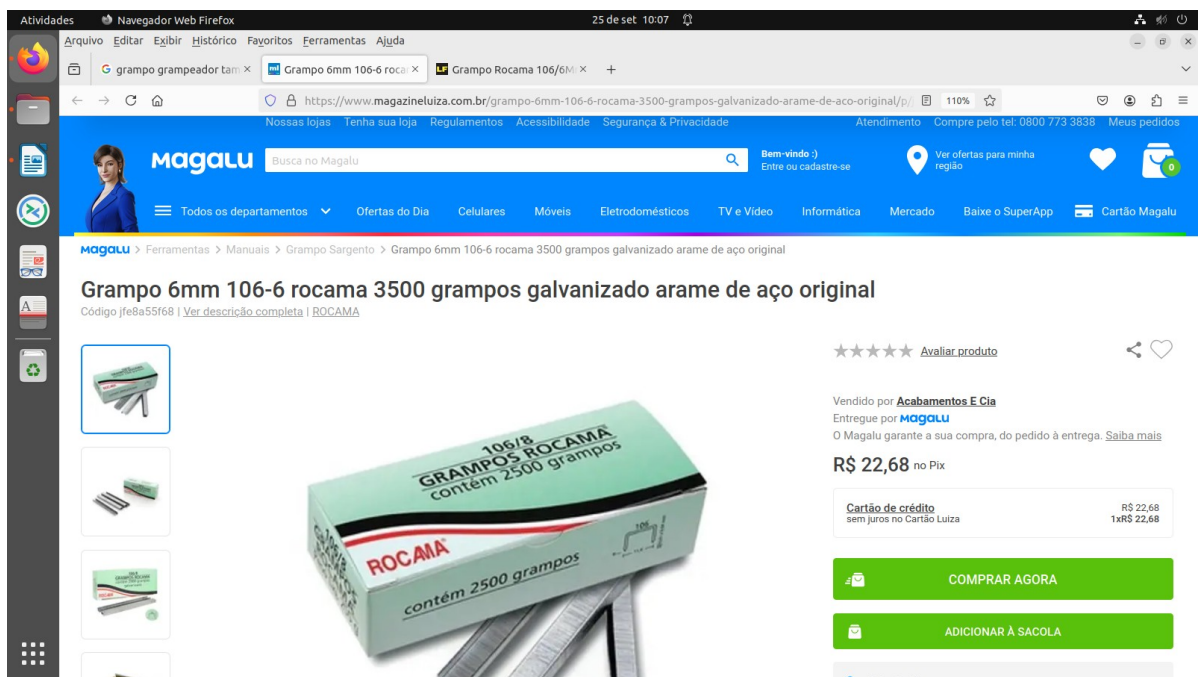 Atividades Navegador Web Firefox 25 de set 10:07
Arquivo Editar Exibir Histórico Favoritos Ferramentas Ajuda
grampo grampeador tam Grampo 6mm 106-6 roca Grampo Rocama 106/6M
https://www.magazineluiza.com.br/grampo-6mm-106-6-rocama-3500-grampos-galvanizado-arame-de-aco-original/p/ 110%
Nossas lojas Tenha sua loja Regulamentos Acessibilidade Segurança & Privacidade Atendimento Compre pelo tel: 0800 773 3838 Meus pedidos
Magalu Busca no Magalu Bem-vindo :) Entre ou cadastre-se Ver ofertas para minha região 0
Todos os departamentos Ofertas do Dia Celulares Móveis Eletrodomésticos TV e Vídeo Informática Mercado Baixe o SuperApp Cartão Magalu
Magalu > Ferramentas > Manuais > Grampo Sargento > Grampo 6mm 106-6 rocama 3500 grampos galvanizado arame de aço original
Grampo 6mm 106-6 rocama 3500 grampos galvanizado arame de aço original
Código jfe8a55f68 | Ver descrição completa | ROCAMA
Avaliar produto
Vendido por Acabamentos E Cia
Entregue por Magalu
O Magalu garante a sua compra, do pedido à entrega. Saiba mais
R$ 22,68 no Pix
Cartão de crédito R$ 22,68
sem juros no Cartão Luiza 1xR$ 22,68
COMPRAR AGORA
ADICIONAR À SACOLA
106/8
GRAMPOS ROCAMA
contém 2500 grampos
ROCAMA
106
contém 2500 grampos